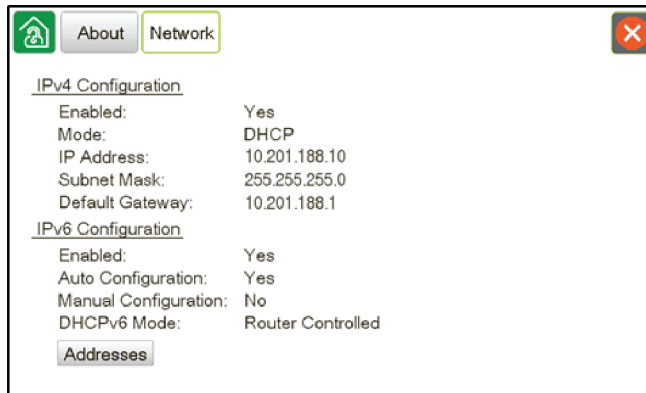 About Network
IPv4 Configuration
Enabled: Yes
Mode: DHCP
IP Address: 10.201.188.10
Subnet Mask: 255.255.255.0
Default Gateway: 10.201.188.1
IPv6 Configuration
Enabled: Yes
Auto Configuration: Yes
Manual Configuration: No
DHCPv6 Mode: Router Controlled
Addresses